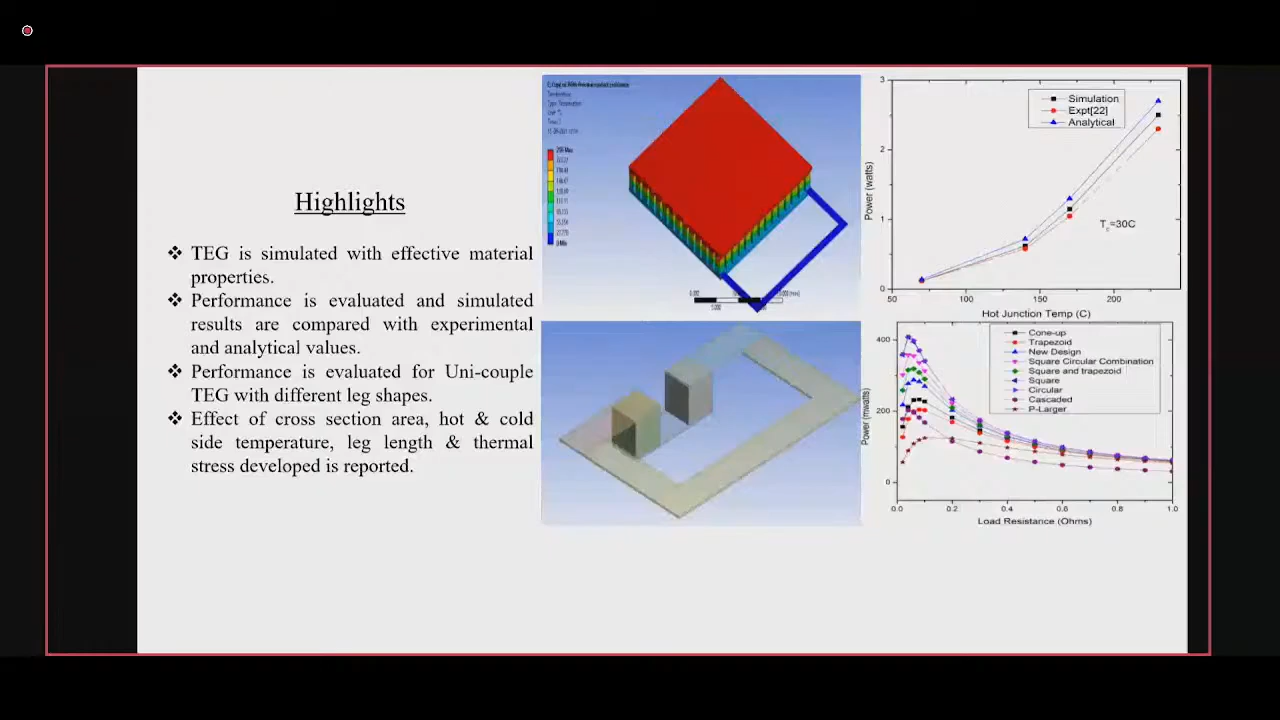 Highlights
❖ TEG is simulated with effective material
properties.
❖ Performance is evaluated and simulated
results are compared with experimental
and analytical values.
❖ Performance is evaluated for Uni-couple
TEG with different leg shapes.
❖ Effect of cross section area, hot & cold
side temperature, leg length & thermal
stress developed is reported.
Simulation
Expt[22]
Analytical
3
2
1
0
Power (watts)
Tc=30C
50 100 150 200
Hot Junction Temp (C)
Cone-up
Trapezoid
New Design
Square Circular Combination
Square and trapezoid
Square
Circular
Cascaded
P-Larger
400
200
0
Power (mwatts)
0.0 0.2 0.4 0.6 0.8 1.0
Load Resistance (Ohms)